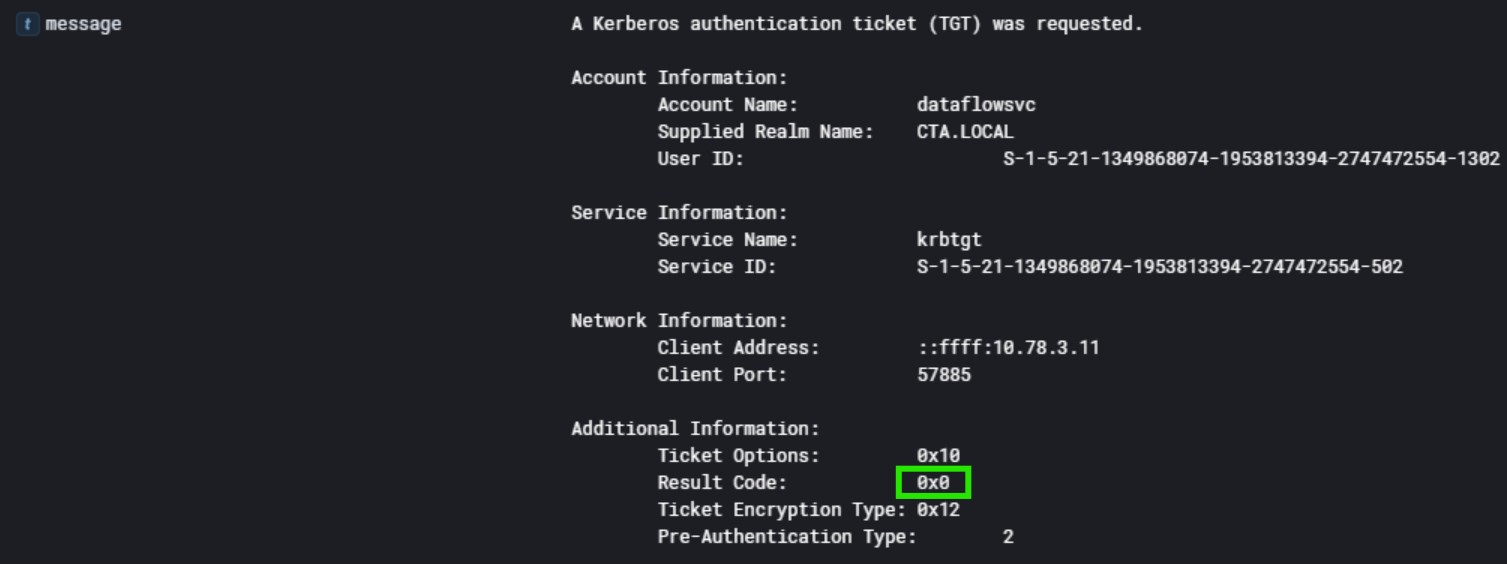 t message
A Kerberos authentication ticket (TGT) was requested.
Account Information:
Account Name: dataflowsvc
Supplied Realm Name: CTA.LOCAL
User ID: S-1-5-21-1349868074-1953813394-2747472554-1302
Service Information:
Service Name: krbtgt
Service ID: S-1-5-21-1349868074-1953813394-2747472554-502
Network Information:
Client Address: ::ffff:10.78.3.11
Client Port: 57885
Additional Information:
Ticket Options: 0x10
Result Code: 0x0
Ticket Encryption Type: 0x12
Pre-Authentication Type: 2